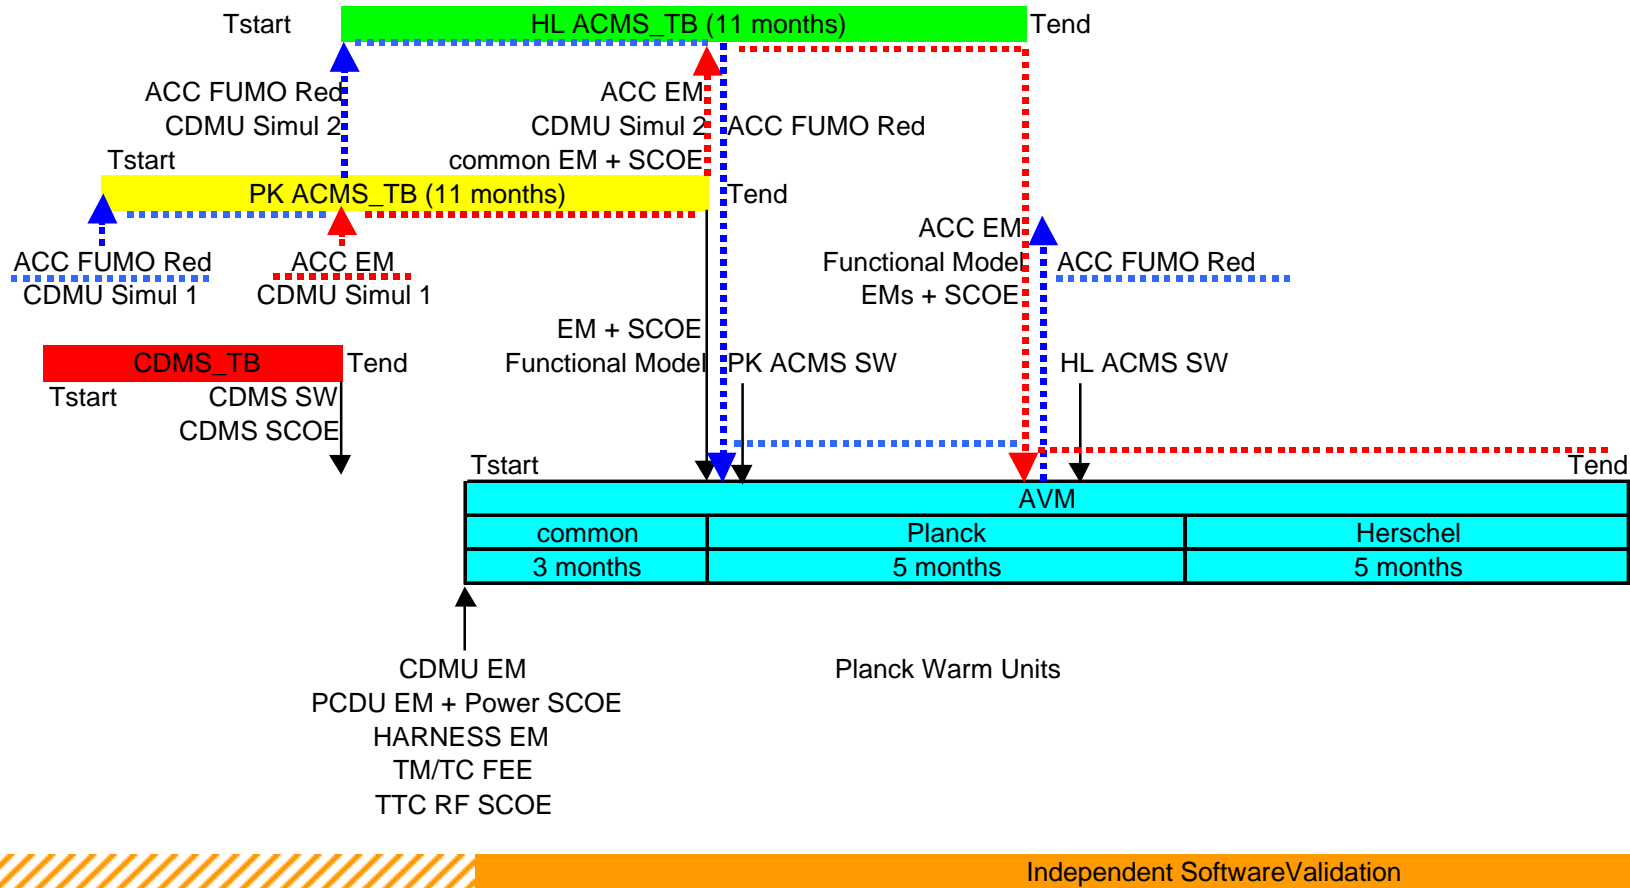 Tstart
HL ACMS_TB (11 months)
Tend
ACC FUMO Red
CDMU Simul 2
ACC EM
CDMU Simul 2
common EM + SCOE
ACC FUMO Red
Tstart
PK ACMS_TB (11 months)
Tend
ACC FUMO Red
CDMU Simul 1
ACC EM
CDMU Simul 1
ACC EM
Functional Model
EMs + SCOE
ACC FUMO Red
EM + SCOE
Functional Model
CDMS_TB
Tend
Tstart
CDMS SW
CDMS SCOE
PK ACMS SW
HL ACMS SW
Tstart
Tend
AVM
common
Planck
Herschel
3 months
5 months
5 months
CDMU EM
PCDU EM + Power SCOE
HARNESS EM
TM/TC FEE
TTC RF SCOE
Planck Warm Units
Independent SoftwareValidation